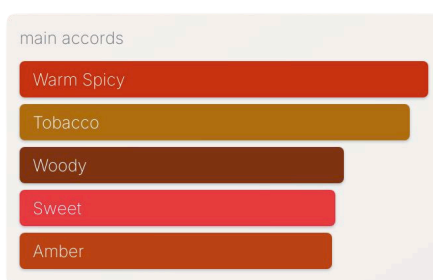 main accords
Warm Spicy
Tobacco
Woody
Sweet
Amber